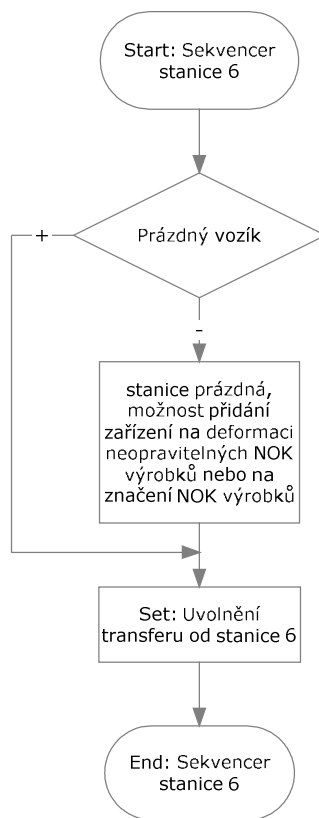 Start: Sekvencer
stanice 6
Prázdný vozík
+
-
stanice prázdná,
možnost přidání
zařízení na deformaci
neopravitelných NOK
výrobků nebo na
značení NOK výrobků
Set: Uvolnění
transferu od stanice 6
End: Sekvencer
stanice 6